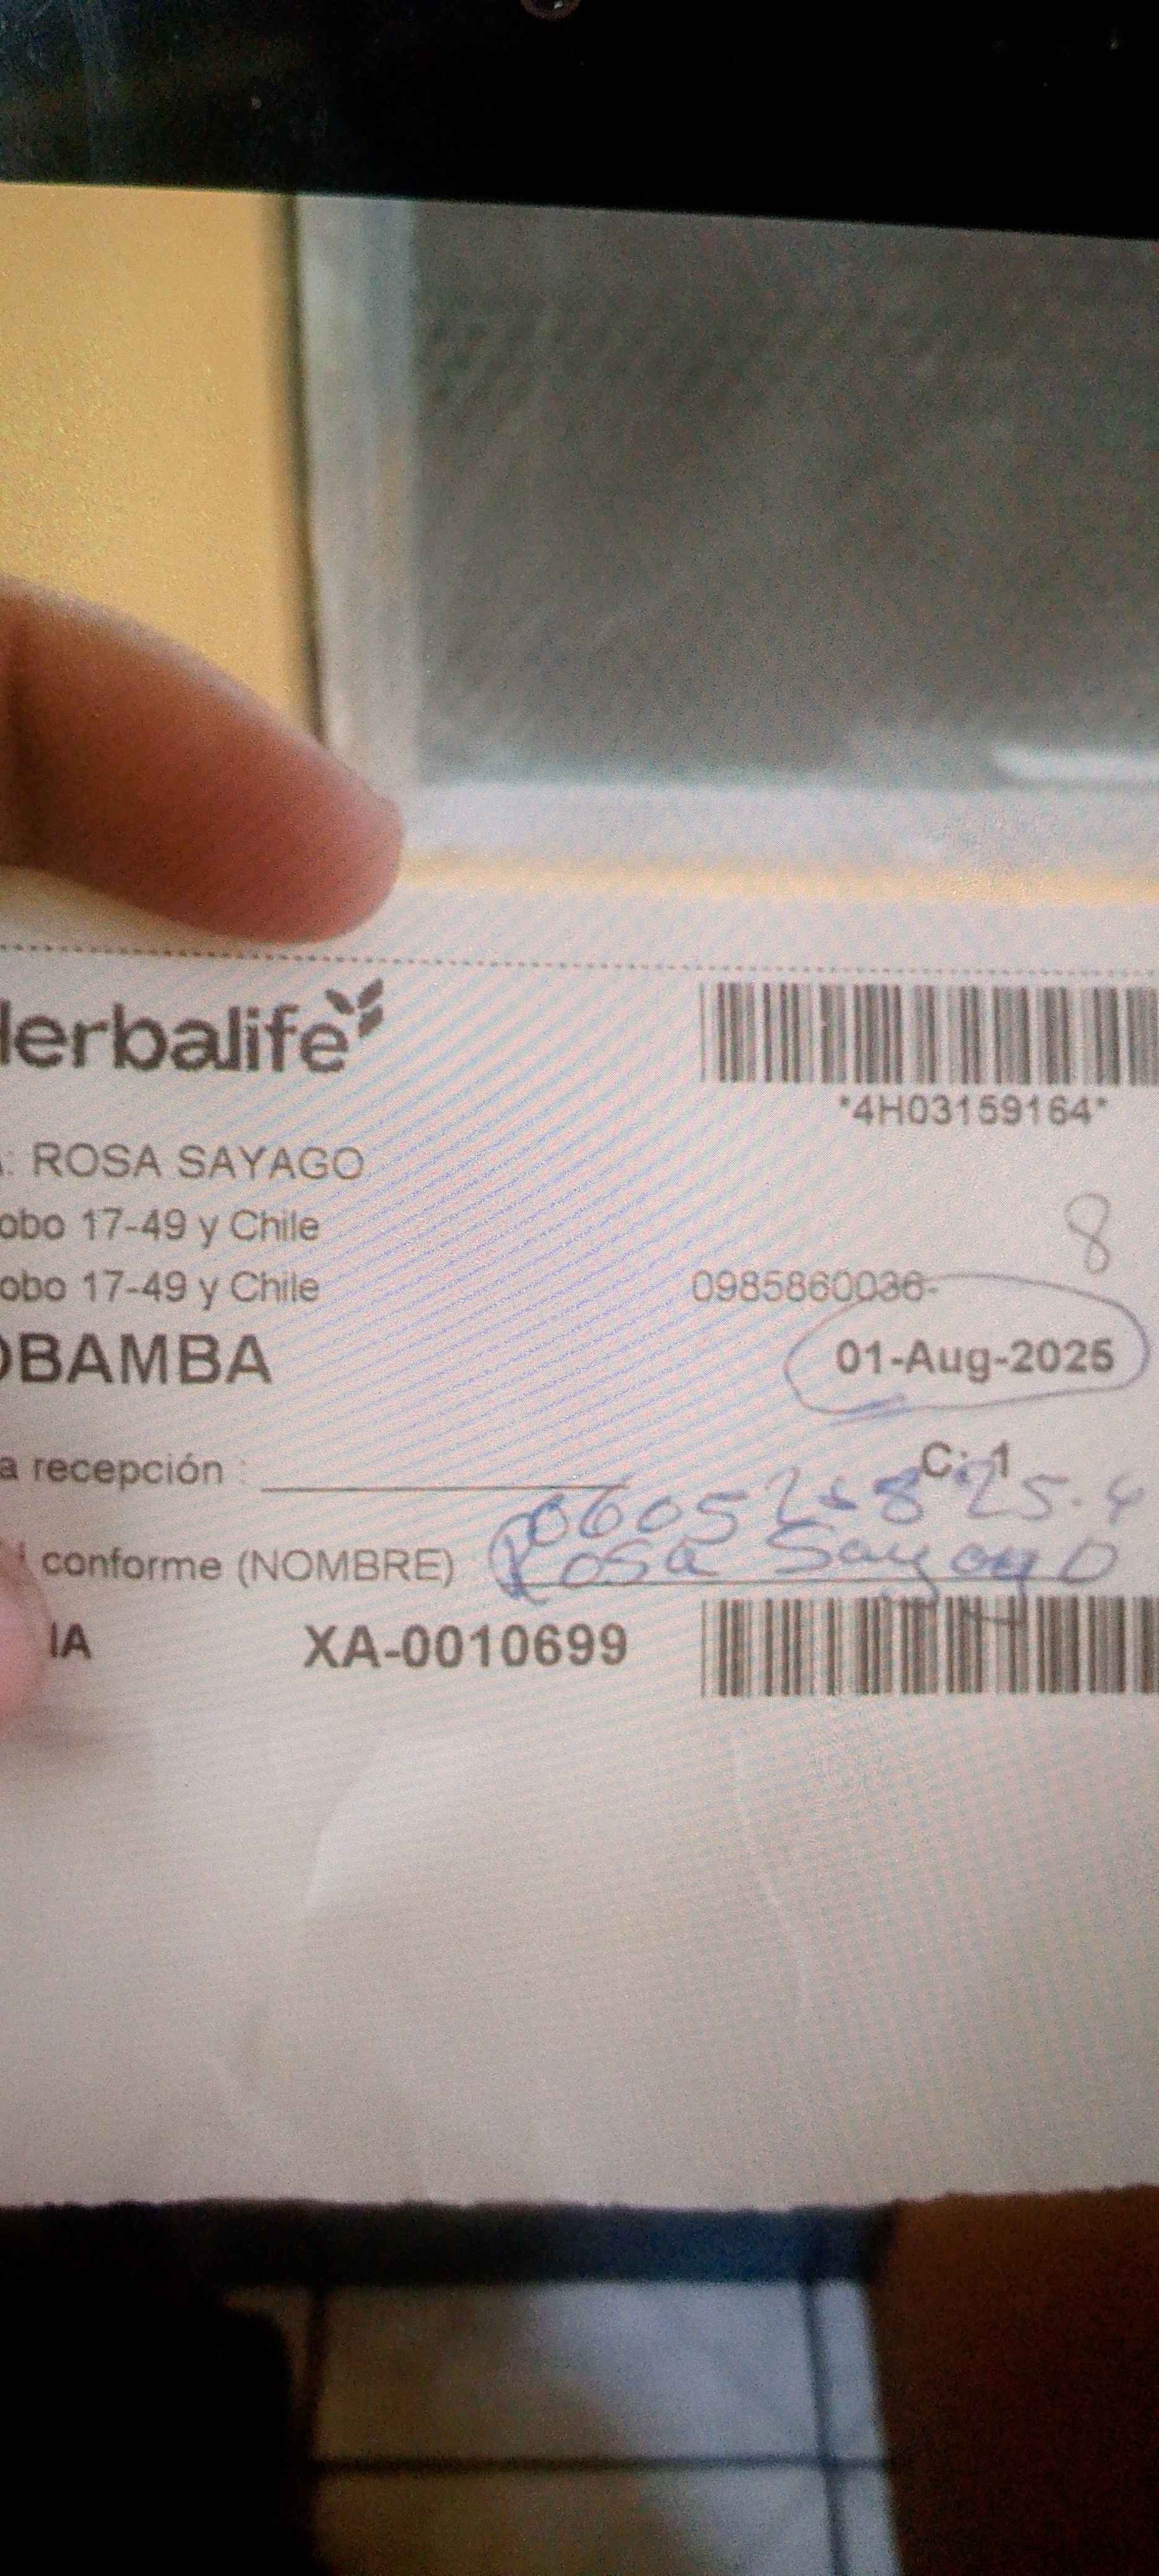 Herbalife
*4H03159164*
: ROSA SAYAGO
obo 17-49 y Chile
8
obo 17-49 y Chile
0985860036-
OBAMBA
01-Aug-2025
a recepción :
C: 1
conforme (NOMBRE)
Rosa Sayago
IA
XA-0010699